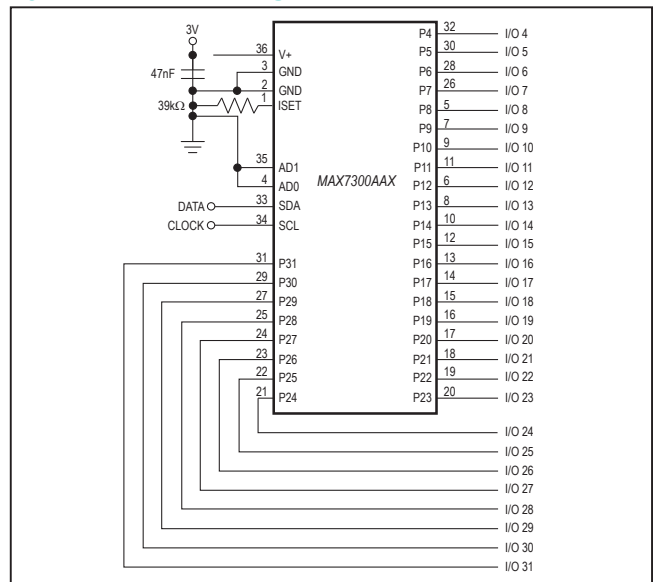 3V
47nF
39kΩ
DATA
CLOCK
36 V+
3 GND
2 GND
1 ISET
35 AD1
4 AD0
33 SDA
34 SCL
31 P31
29 P30
27 P29
25 P28
24 P27
23 P26
22 P25
21 P24
MAX7300AAX
P4 32 I/O 4
P5 30 I/O 5
P6 28 I/O 6
P7 26 I/O 7
P8 5 I/O 8
P9 7 I/O 9
P10 9 I/O 10
P11 11 I/O 11
P12 6 I/O 12
P13 8 I/O 13
P14 10 I/O 14
P15 12 I/O 15
P16 13 I/O 16
P17 14 I/O 17
P18 15 I/O 18
P19 16 I/O 19
P20 17 I/O 20
P21 18 I/O 21
P22 19 I/O 22
P23 20 I/O 23
I/O 24
I/O 25
I/O 26
I/O 27
I/O 28
I/O 29
I/O 30
I/O 31